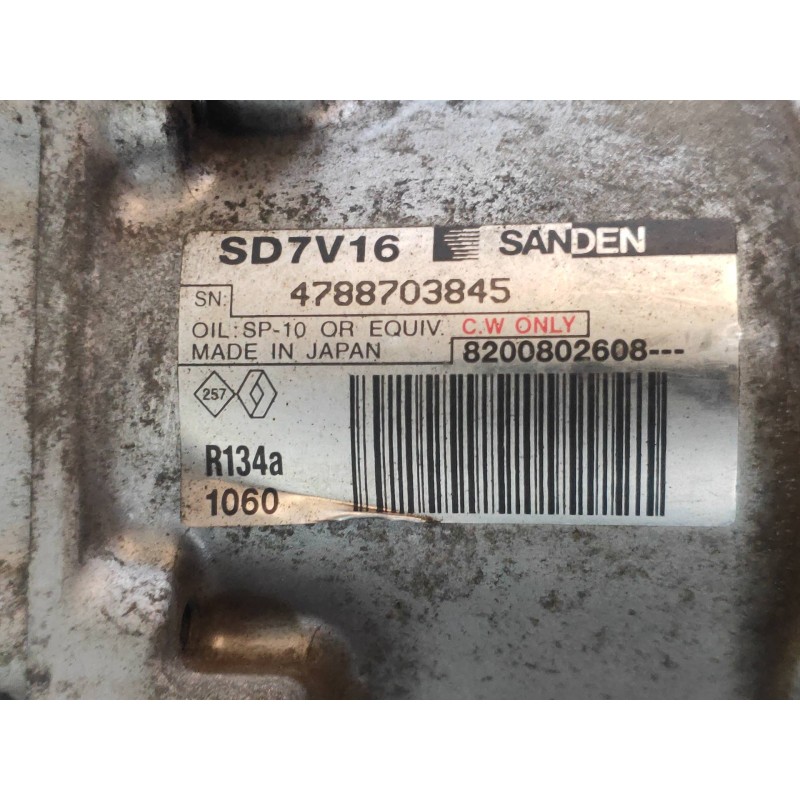 SD7V16 SANDEN
SN: 4788703845
OIL: SP-10 OR EQUIV. C.W ONLY
MADE IN JAPAN 8200802608---
257
R134a
1060